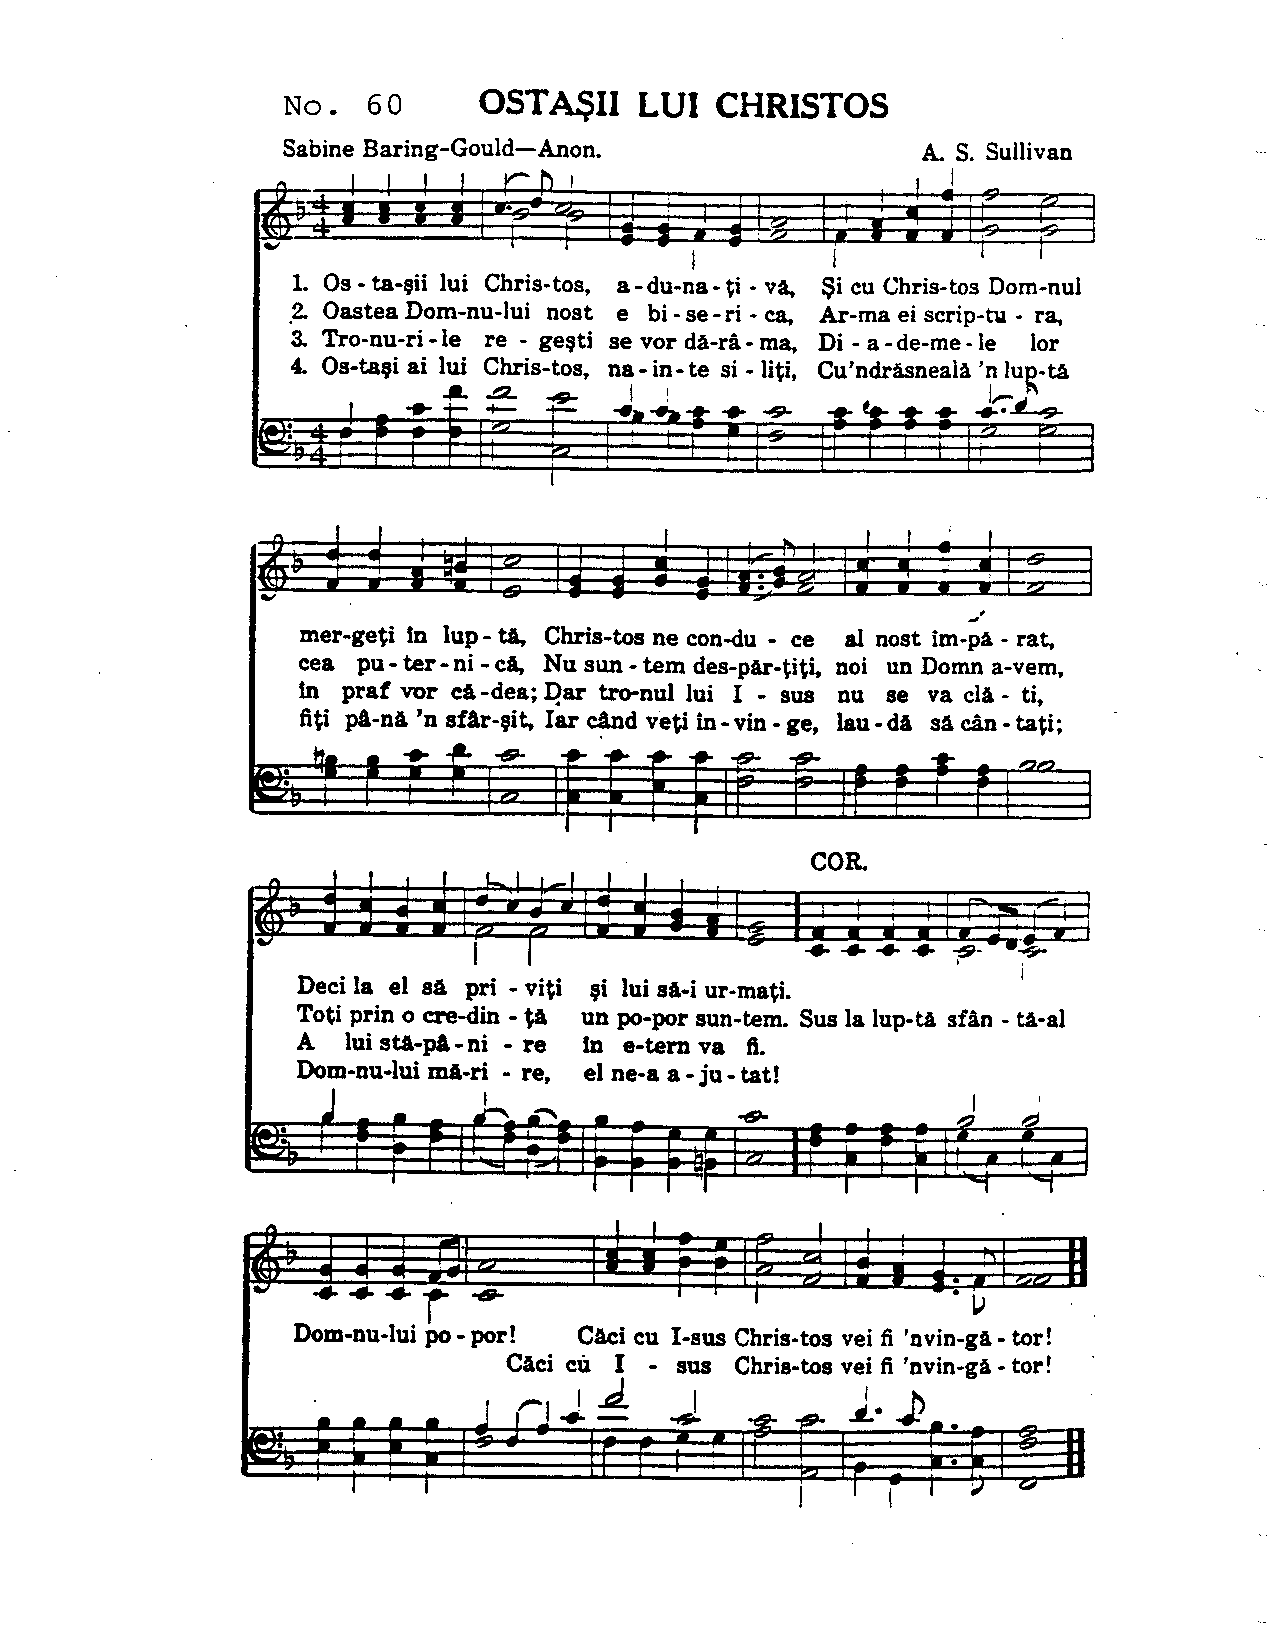 No. 60 OSTAŞII LUI CHRISTOS
Sabine Baring-Gould—Anon. A. S. Sullivan
1. Os - ta-şii lui Chris-tos, a-du-na-ţi - vă, Şi cu Christos Dom-nul
2. Oastea Dom-nu-lui nost e bi-se-ri-ca, Ar-ma ei scrip-tu - ra,
3. Tro-nu-ri-le re - geşti se vor dă-râ-ma, Di - a-de-me-le lor
4. Os-taşi ai lui Chris-tos, na-in-te si-liţi, Cu'ndrăsneală 'n lup-tă
mer-geţi în lup-tă, Chris-tos ne con-du - ce al nost îm-pă-rat,
cea pu-ter-ni-că, Nu sun-tem des-păr-ţiţi, noi un Domn a-vem,
în praf vor că-dea; Dar tro-nul lui I - sus nu se va clă-ti,
fiţi pâ-nă 'n sfâr-şit, Iar când veţi in-vin-ge, lau-dă să cân-taţi;
COR.
Deci la el să pri - viţi şi lui să-i ur-maţi.
Toţi prin o cre-din - ţă un po-por sun-tem. Sus la lup-tă sfân - tă-al
A lui stă-pâ-ni - re în e-tern va fi.
Dom-nu-lui mă-ri - re, el ne-a a-ju-tat!
Dom-nu-lui po-por! Căci cu I-sus Chris-tos vei fi 'nvin-gă-tor!
Căci cu I - sus Chris-tos vei fi 'nvin-gă-tor!